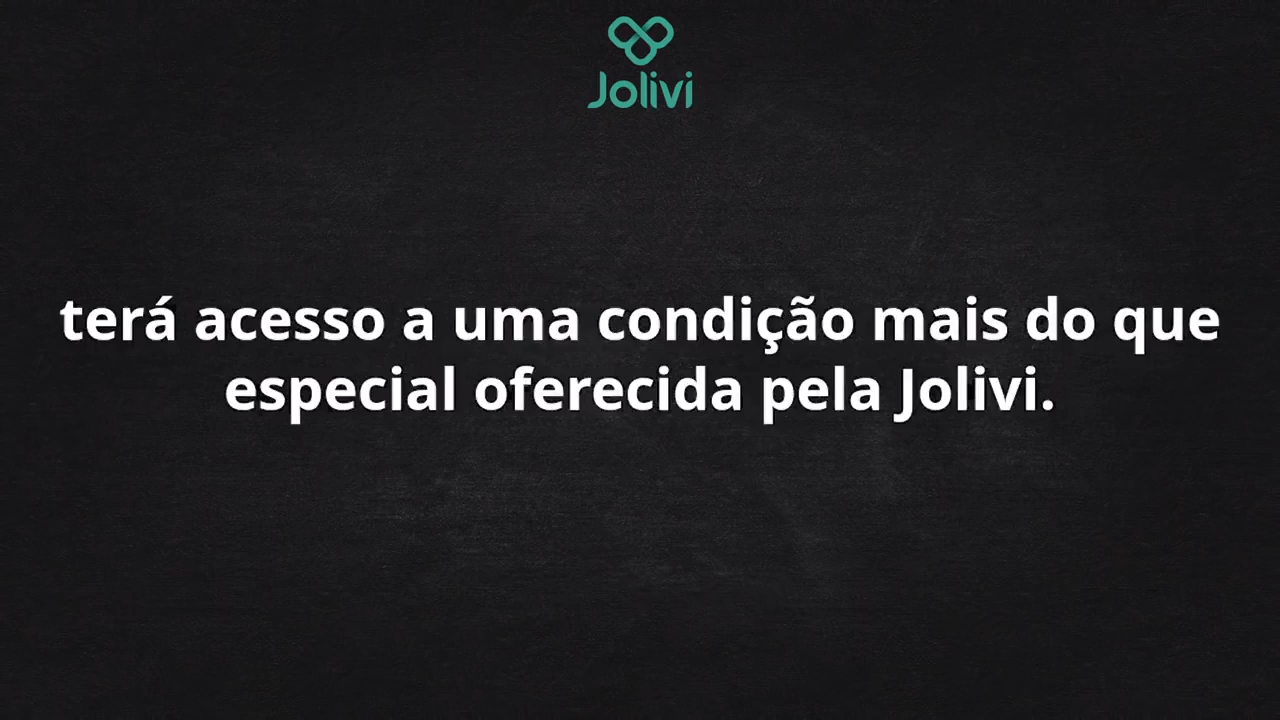 Jolivi
terá acesso a uma condição mais do que
especial oferecida pela Jolivi.